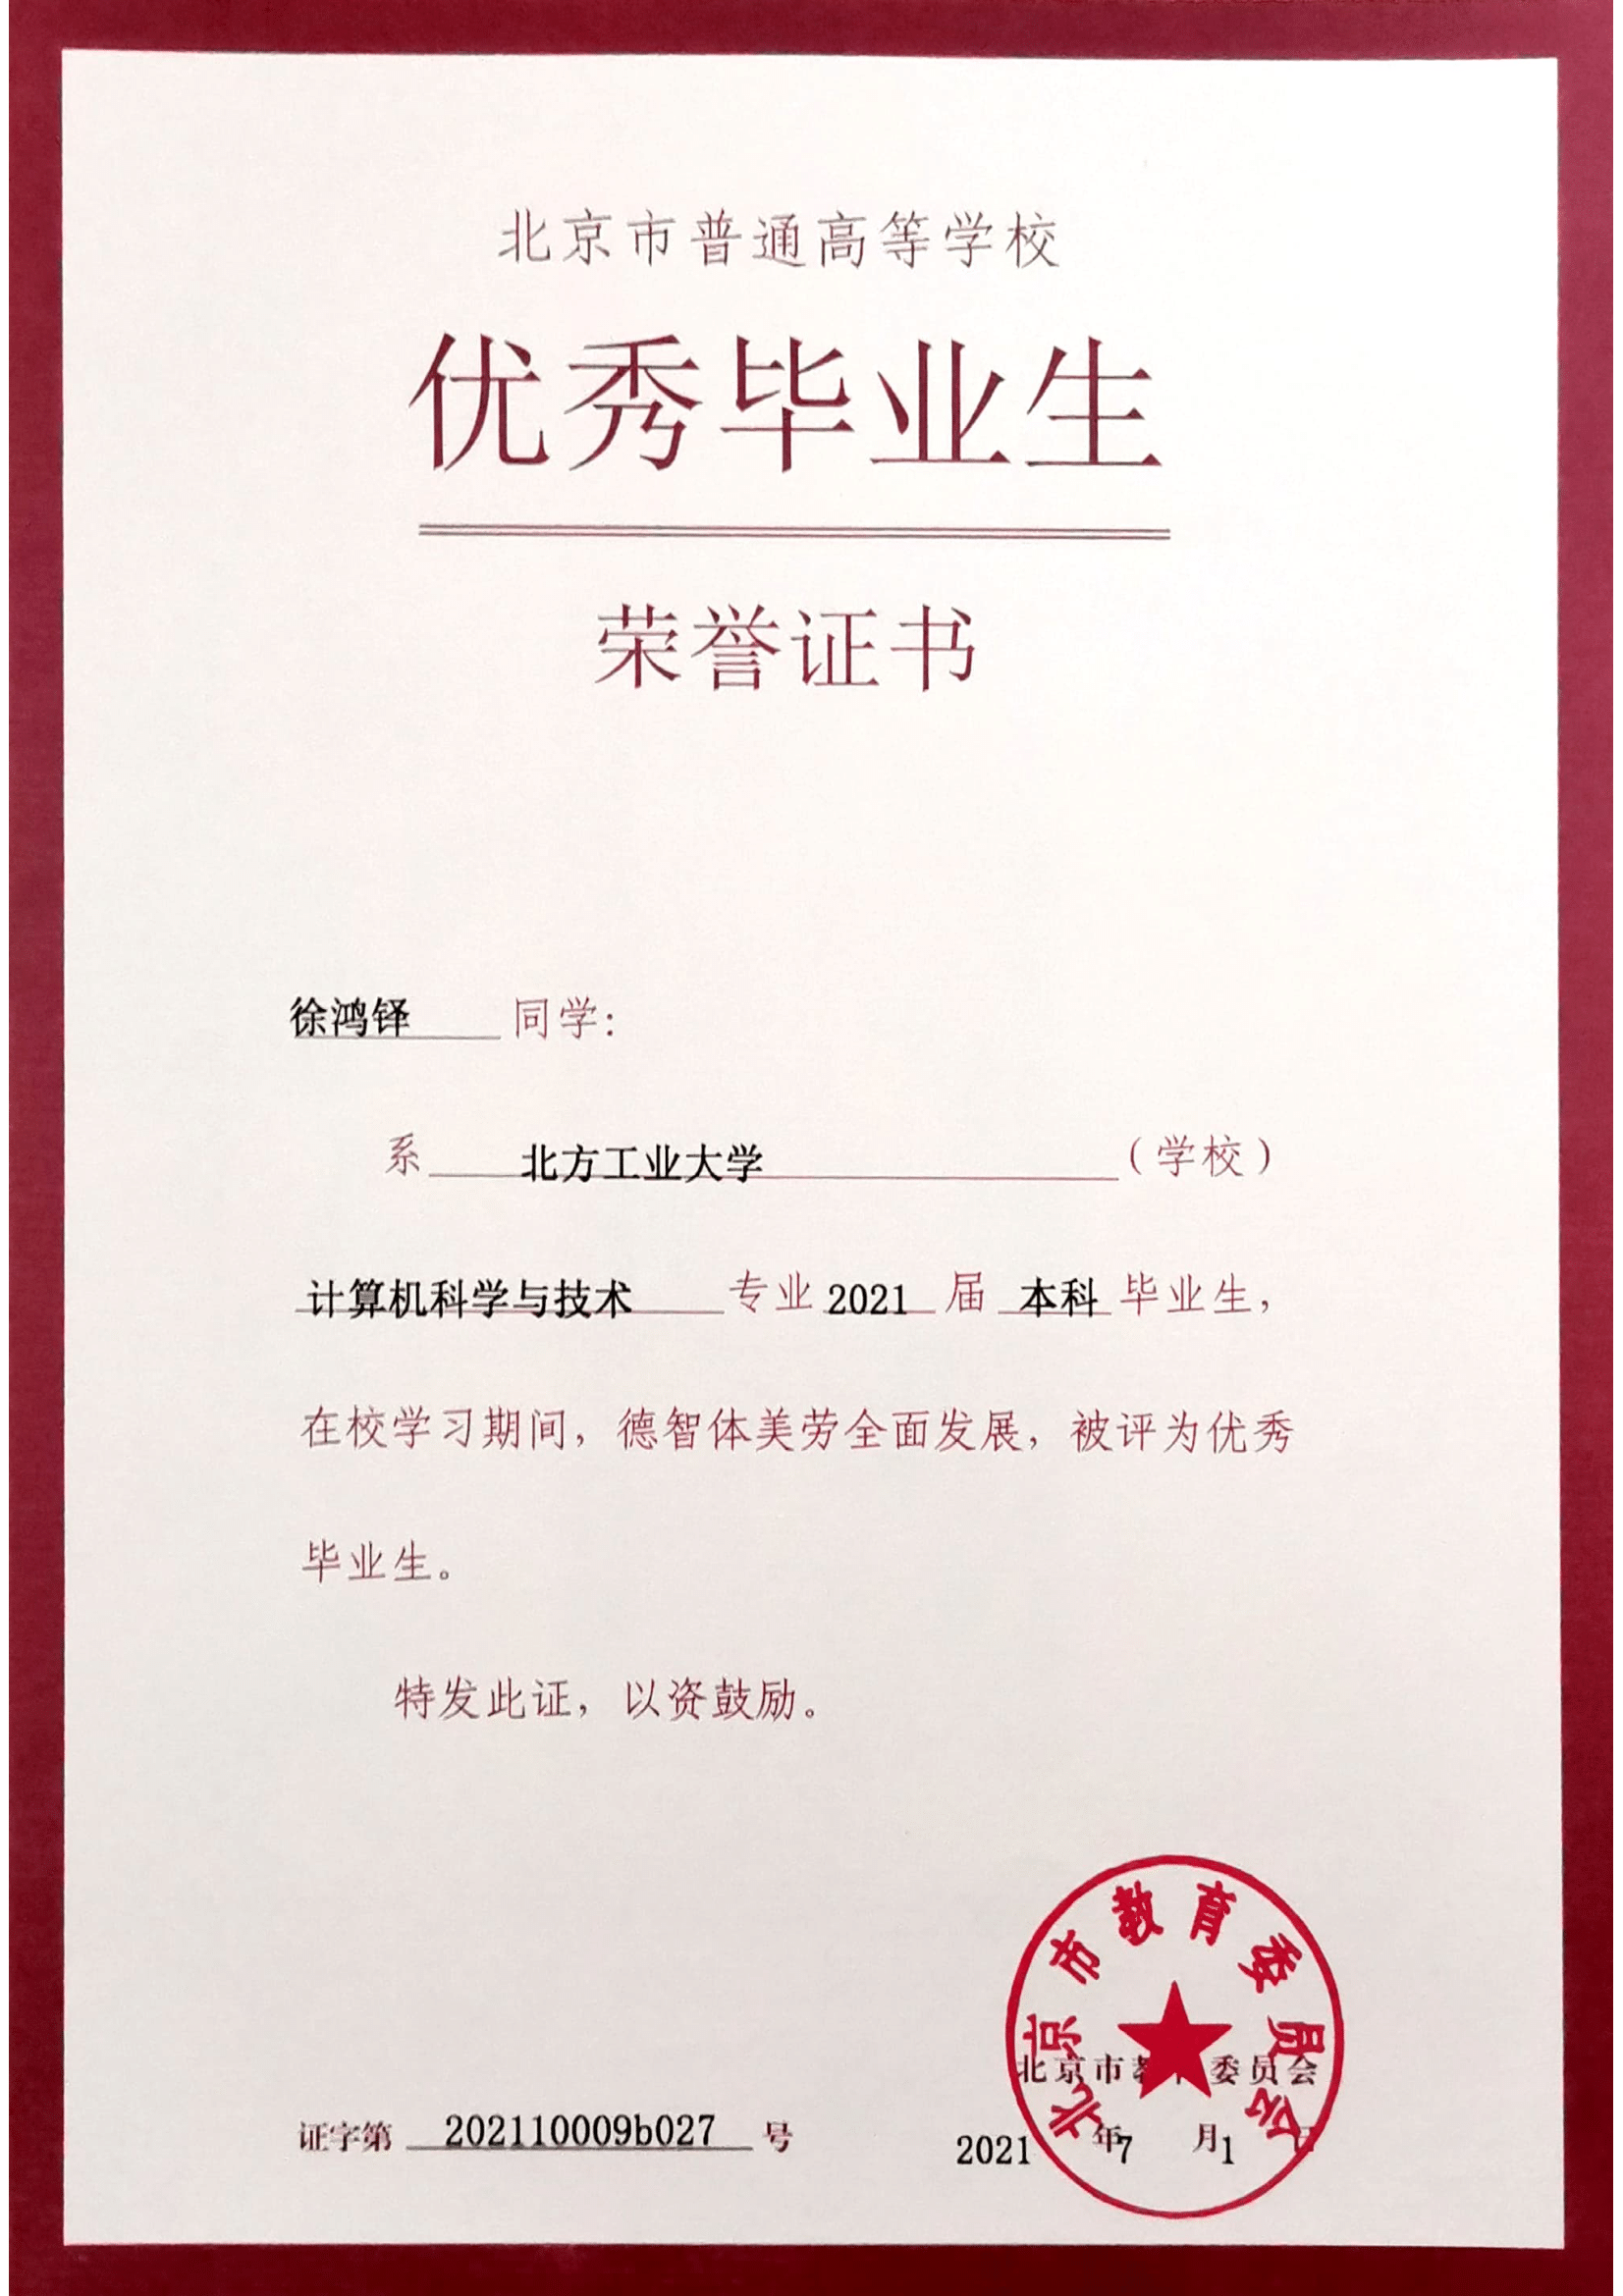 北京市普通高等学校
优秀毕业生
荣誉证书
徐鸿铎 同学:
系 北方工业大学 (学校)
计算机科学与技术 专业 2021 届 本科 毕业生,
在校学习期间, 德智体美劳全面发展, 被评为优秀
毕业生。
特发此证, 以资鼓励。
北京市教育委员会
北京市教育委员会
证字第 202110009b027 号
2021 年 7 月 1 日